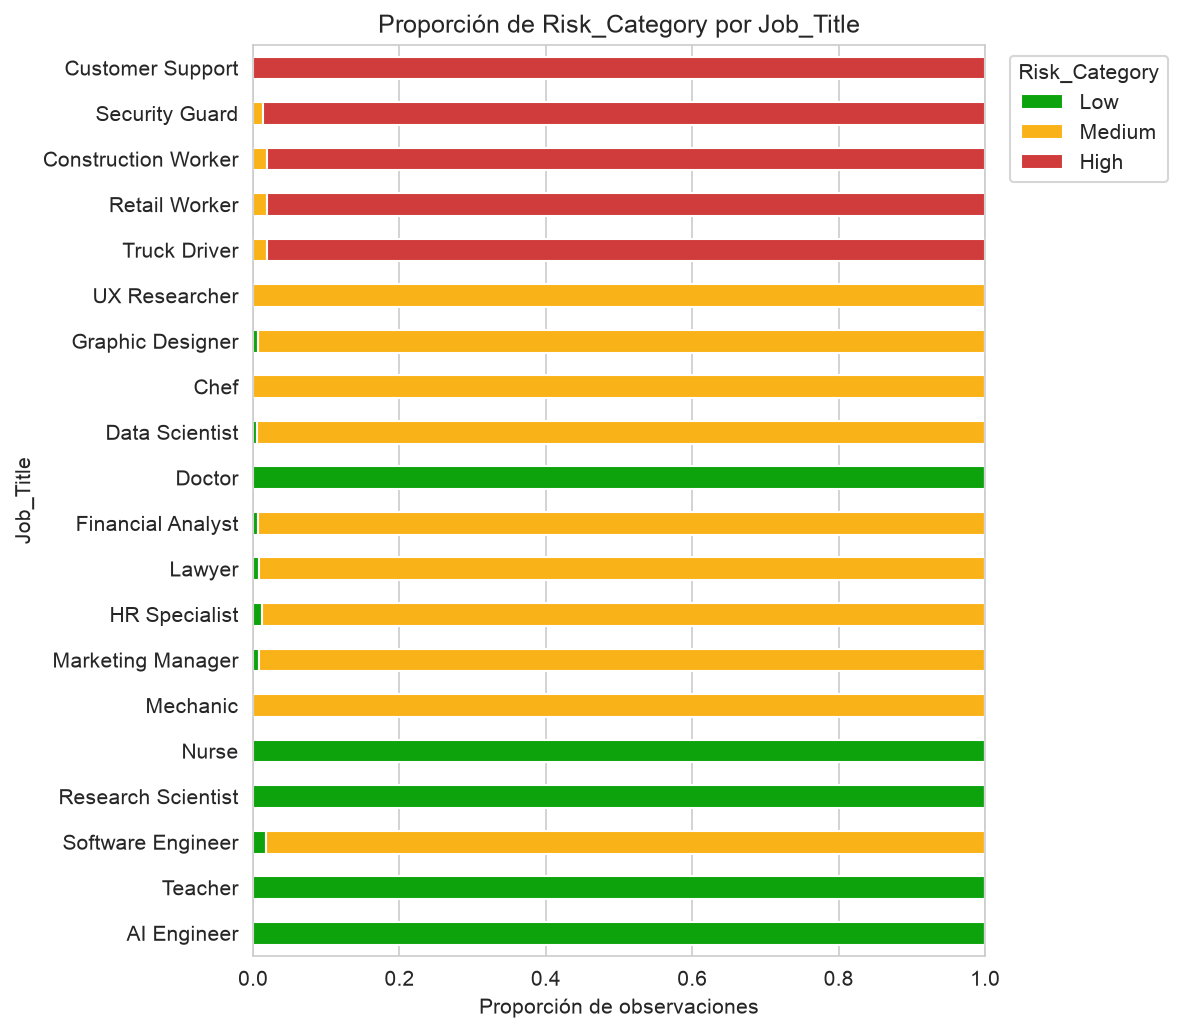 Proporción de Risk_Category por Job_Title
Customer Support
Security Guard
Construction Worker
Retail Worker
Truck Driver
UX Researcher
Graphic Designer
Chef
Data Scientist
Doctor
Financial Analyst
Lawyer
HR Specialist
Marketing Manager
Mechanic
Nurse
Research Scientist
Software Engineer
Teacher
AI Engineer
Job_Title
0.0 0.2 0.4 0.6 0.8 1.0
Proporción de observaciones
Risk_Category
Low
Medium
High